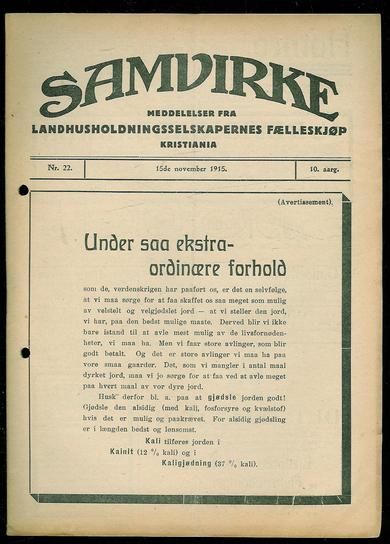 SAMVIRKE
MEDDELELSER FRA
LANDHUSHOLDNINGSSELSKAPERNES FÆLLESKJØP
KRISTIANIA
Nr. 22. 15de november 1915. 10. aarg.
(Avertissement).
Under saa ekstra-
ordinære forhold
som de, verdenskrigen har paaført os, er det en selvfølge,
at vi maa sørge for at faa skaffet os saa meget som mulig
av velstelt og velgjødslet jord — at vi steller den jord,
vi har, paa den bedst mulige maate. Derved blir vi ikke
bare istand til at avle mest mulig av de livsfornøden-
heter, vi maa ha. Men vi faar store avlinger, som blir
godt betalt. Og det er store avlinger vi maa ha paa
vore smaa gaarder. Det, som vi mangler i antal maal
dyrket jord, maa vi jo sørge for at faa ved at avle meget
paa hvert maal av vor dyre jord.
Husk derfor bl. a. paa at gjødsle jorden godt!
Gjødsle den alsidig (med kali, fosforsyre og kvælstof)
hvis det er mulig og paakrævet. For alsidig gjødsling
er i længden bedst og lønsomst.
Kali tilføres jorden i
Kainit (12 % kali) og i
Kaligjødning (37 % kali).